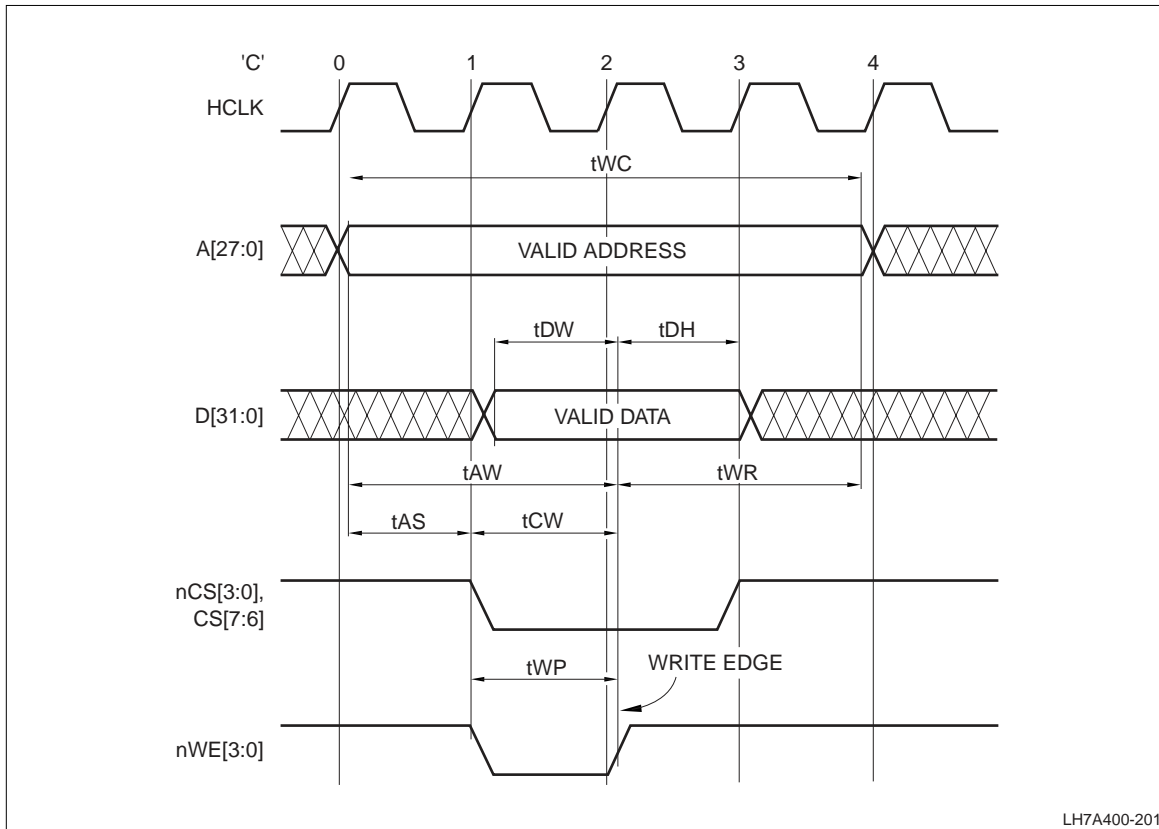 'C' 0 1 2 3 4
HCLK
tWC
A[27:0] VALID ADDRESS
tDW tDH
D[31:0] VALID DATA
tAW tWR
tAS tCW
nCS[3:0],
CS[7:6]
tWP WRITE EDGE
nWE[3:0]
LH7A400-201